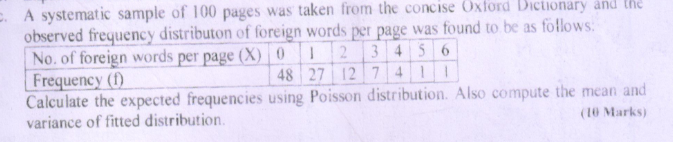 c. A systematic sample of 100 pages was taken from the concise Oxford Dictionary and the
observed frequency distributon of foreign words per page was found to be as follows:
No. of foreign words per page (X) 0 1 2 3 4 5 6
Frequency (f) 48 27 12 7 4 1 1
Calculate the expected frequencies using Poisson distribution. Also compute the mean and
variance of fitted distribution. (10 Marks)